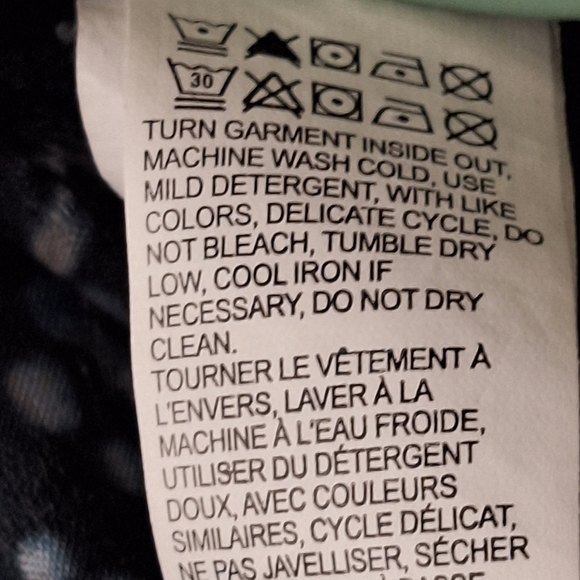 30
TURN GARMENT INSIDE OUT,
MACHINE WASH COLD, USE
MILD DETERGENT, WITH LIKE
COLORS, DELICATE CYCLE, DO
NOT BLEACH, TUMBLE DRY
LOW, COOL IRON IF
NECESSARY, DO NOT DRY
CLEAN.
TOURNER LE VÊTEMENT À
L'ENVERS, LAVER À LA
MACHINE À L'EAU FROIDE,
UTILISER DU DÉTERGENT
DOUX, AVEC COULEURS
SIMILAIRES, CYCLE DÉLICAT,
NE PAS JAVELLISER, SÉCHER